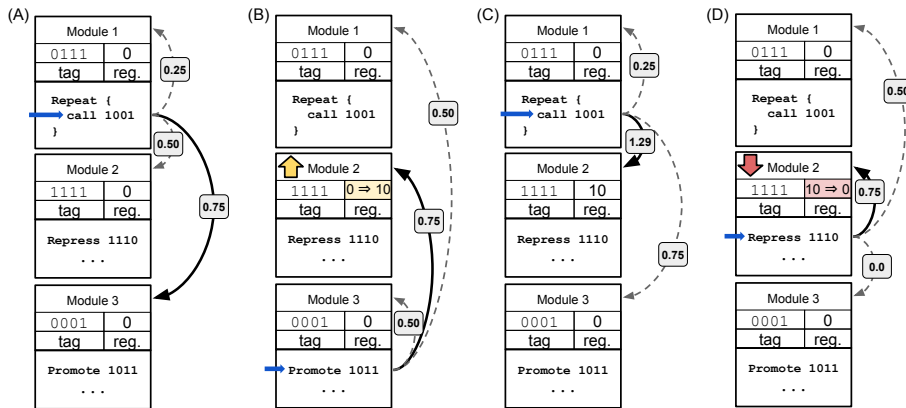 (A)
Module 1
0111 0
tag reg.
Repeat {
call 1001
}
0.25
0.50
0.75
Module 2
1111 0
tag reg.
Repress 1110
...
Module 3
0001 0
tag reg.
Promote 1011
...
(B)
Module 1
0111 0
tag reg.
Repeat {
call 1001
}
0.50
Module 2
1111 0 ⇒ 10
tag reg.
0.75
Repress 1110
...
Module 3
0001 0
tag reg.
0.50
Promote 1011
...
(C)
Module 1
0111 0
tag reg.
0.25
Repeat {
call 1001
}
1.29
Module 2
1111 10
tag reg.
Repress 1110
...
0.75
Module 3
0001 0
tag reg.
Promote 1011
...
(D)
Module 1
0111 0
tag reg.
0.50
Repeat {
call 1001
}
Module 2
1111 10 ⇒ 0
tag reg.
0.75
Repress 1110
...
0.0
Module 3
0001 0
tag reg.
Promote 1011
...